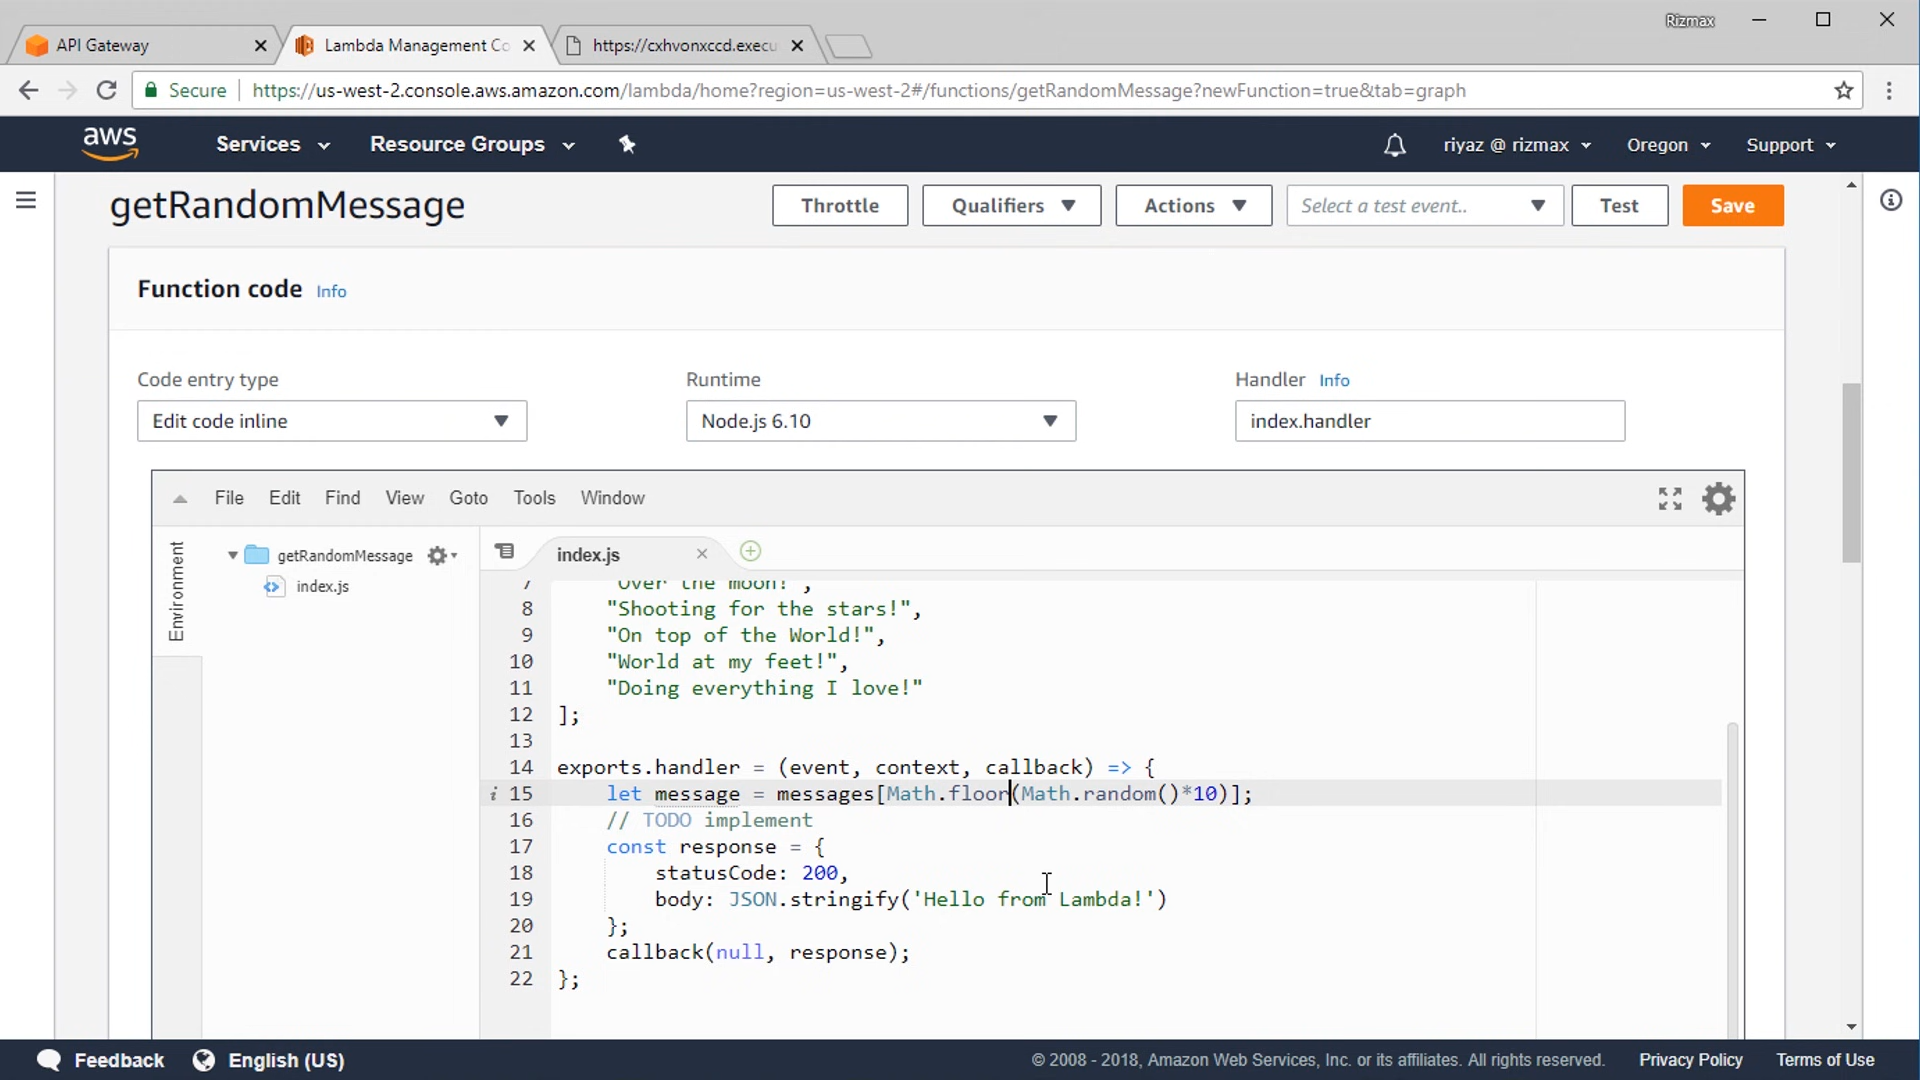 Rizmax
API Gateway
Lambda Management Co
https://cxhvonxccd.execu
Secure
https://us-west-2.console.aws.amazon.com/lambda/home?region=us-west-2#/functions/getRandomMessage?newFunction=true&tab=graph
aws
Services
Resource Groups
riyaz @ rizmax
Oregon
Support
getRandomMessage
Throttle
Qualifiers
Actions
Select a test event..
Test
Save
Function code Info
Code entry type
Runtime
Handler Info
Edit code inline
Node.js 6.10
index.handler
File Edit Find View Goto Tools Window
Environment
getRandomMessage
index.js
index.js
7 "Over the moon!",
8 "Shooting for the stars!",
9 "On top of the World!",
10 "World at my feet!",
11 "Doing everything I love!"
12 ];
13
14 exports.handler = (event, context, callback) => {
15 let message = messages[Math.floor(Math.random()*10)];
16 // TODO implement
17 const response = {
18 statusCode: 200,
19 body: JSON.stringify('Hello from Lambda!')
20 };
21 callback(null, response);
22 };
Feedback
English (US)
© 2008 - 2018, Amazon Web Services, Inc. or its affiliates. All rights reserved.
Privacy Policy
Terms of Use